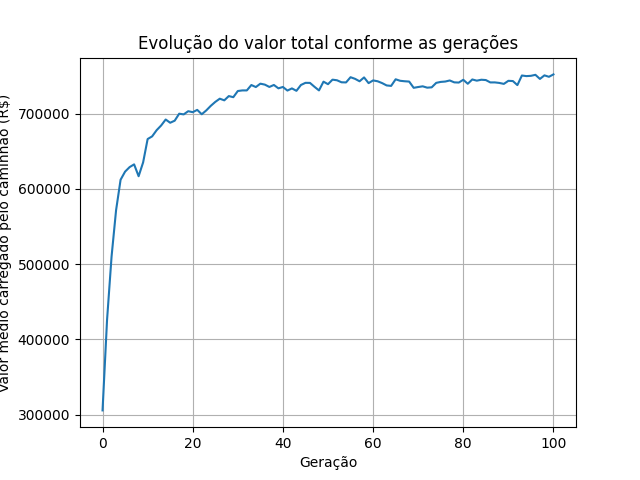 Evolução do valor total conforme as gerações
Valor médio carregado pelo caminhão (R$)
700000
600000
500000
400000
300000
0 20 40 60 80 100
Geração